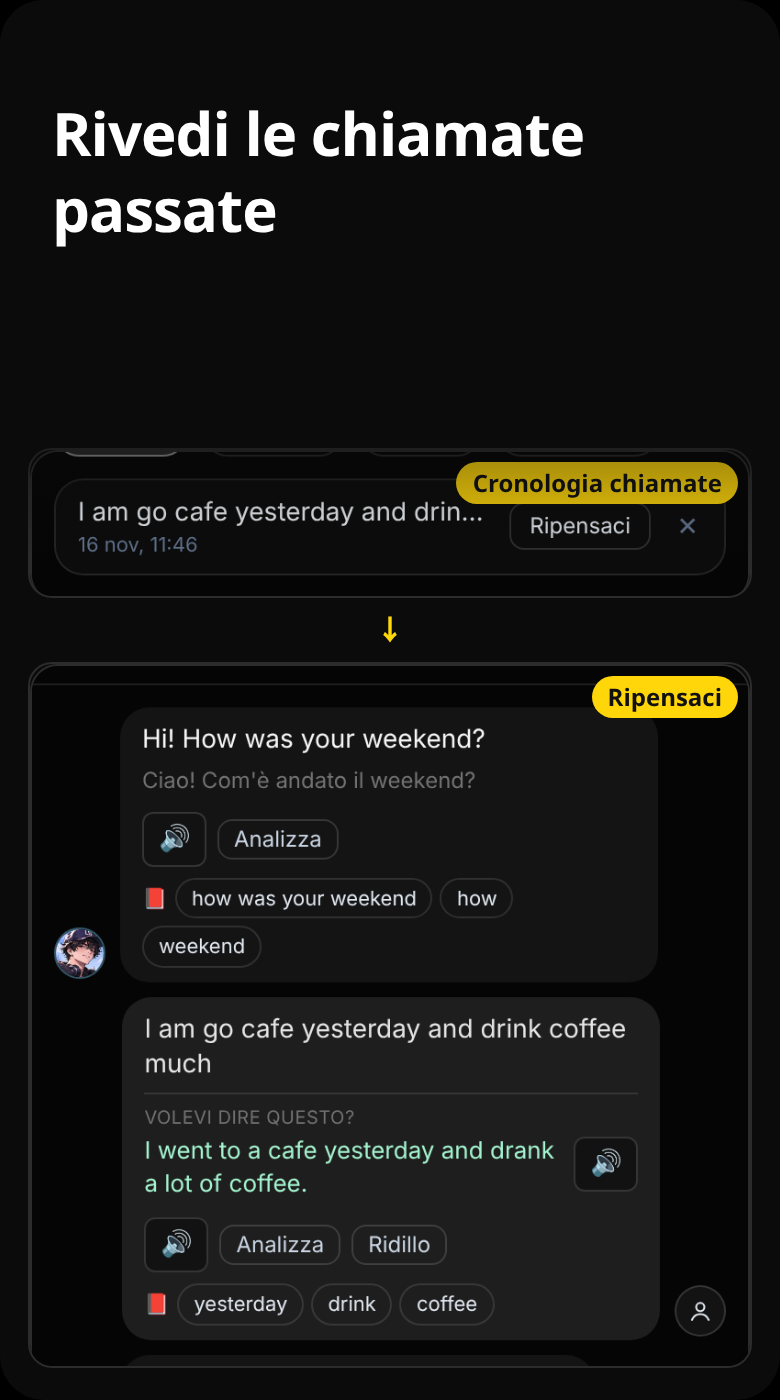 Rivedi le chiamate
passate
Cronologia chiamate
I am go cafe yesterday and drin...
16 nov, 11:46
Ripensaci
Ripensaci
Hi! How was your weekend?
Ciao! Com'è andato il weekend?
Analizza
how was your weekend
how
weekend
I am go cafe yesterday and drink coffee
much
VOLEVI DIRE QUESTO?
I went to a cafe yesterday and drank
a lot of coffee.
Analizza
Ridillo
yesterday
drink
coffee